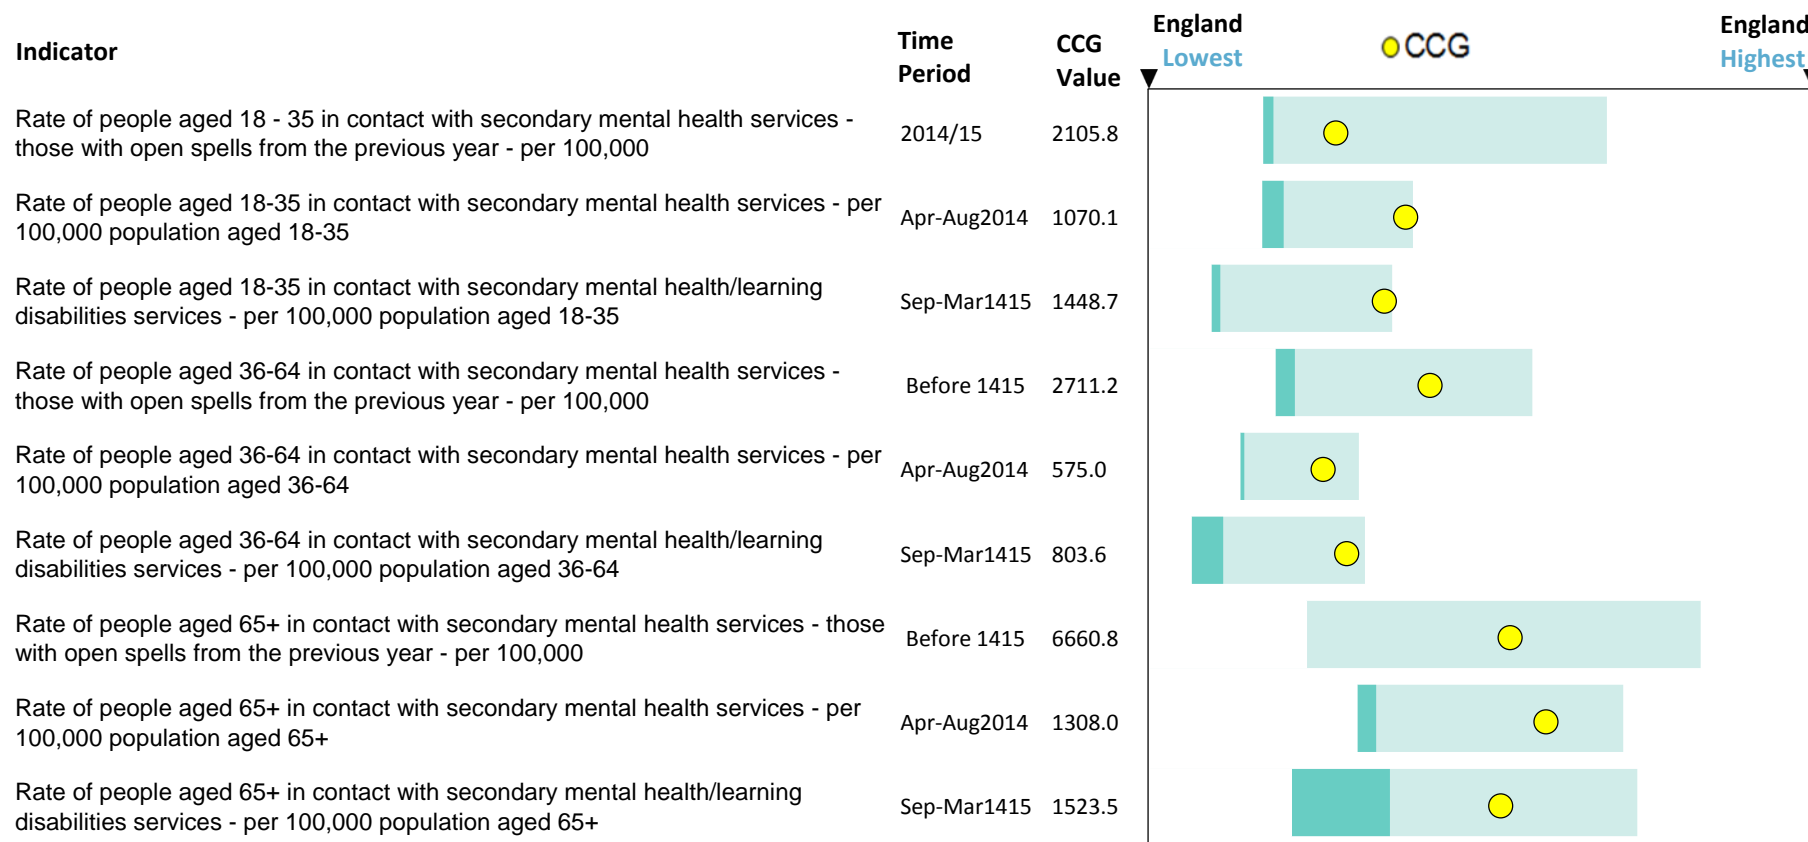 Indicator
Time Period
CCG Value
England Lowest
CCG
England Highest
Rate of people aged 18 - 35 in contact with secondary mental health services -
those with open spells from the previous year - per 100,000
2014/15
2105.8
Rate of people aged 18-35 in contact with secondary mental health services - per
100,000 population aged 18-35
Apr-Aug2014
1070.1
Rate of people aged 18-35 in contact with secondary mental health/learning
disabilities services - per 100,000 population aged 18-35
Sep-Mar1415
1448.7
Rate of people aged 36-64 in contact with secondary mental health services -
those with open spells from the previous year - per 100,000
Before 1415
2711.2
Rate of people aged 36-64 in contact with secondary mental health services - per
100,000 population aged 36-64
Apr-Aug2014
575.0
Rate of people aged 36-64 in contact with secondary mental health/learning
disabilities services - per 100,000 population aged 36-64
Sep-Mar1415
803.6
Rate of people aged 65+ in contact with secondary mental health services - those
with open spells from the previous year - per 100,000
Before 1415
6660.8
Rate of people aged 65+ in contact with secondary mental health services - per
100,000 population aged 65+
Apr-Aug2014
1308.0
Rate of people aged 65+ in contact with secondary mental health/learning
disabilities services - per 100,000 population aged 65+
Sep-Mar1415
1523.5